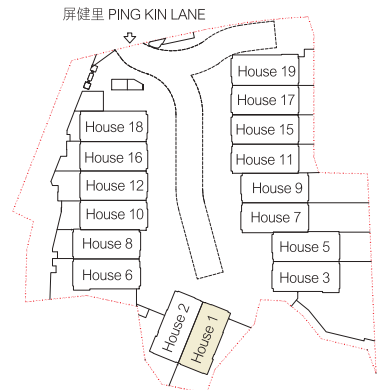 屏健里 PING KIN LANE
House 19
House 17
House 18
House 15
House 16
House 11
House 12
House 9
House 10
House 7
House 8
House 5
House 6
House 3
House 2
House 1